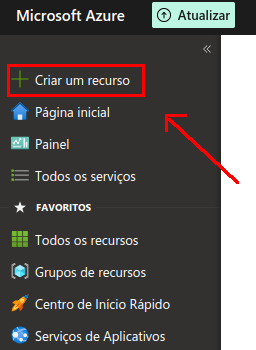 Microsoft Azure
Atualizar
«
Criar um recurso
Página inicial
Painel
Todos os serviços
FAVORITOS
Todos os recursos
Grupos de recursos
Centro de Início Rápido
Serviços de Aplicativos